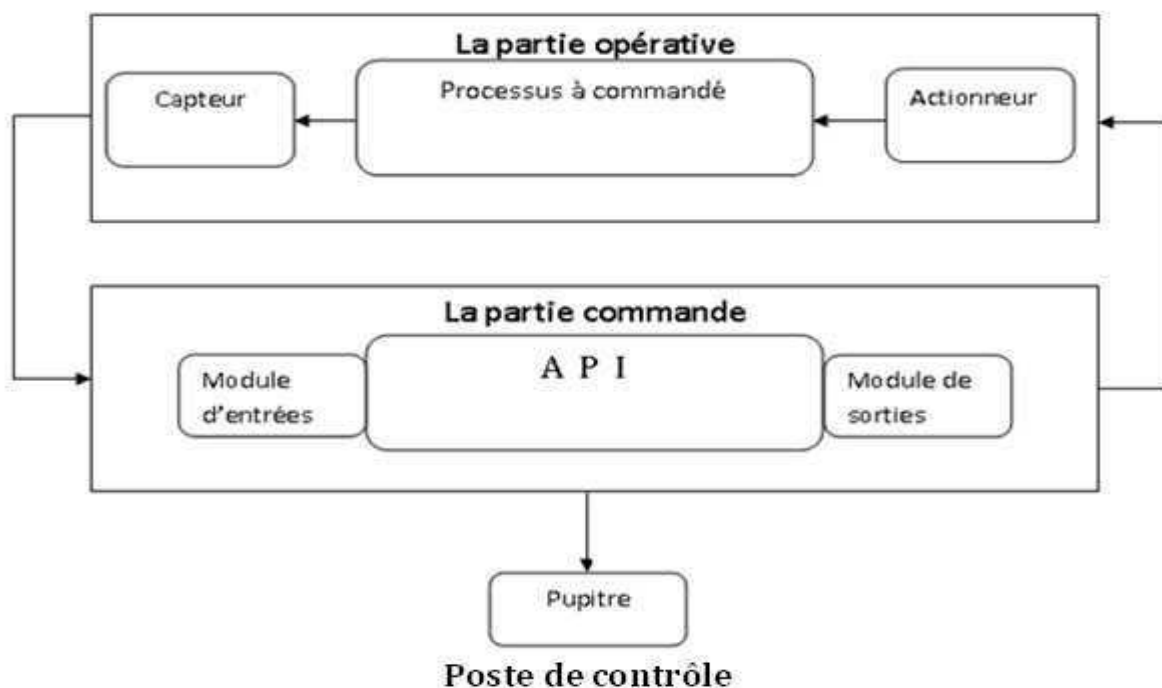 La partie opérative
Capteur
Processus à commandé
Actionneur
La partie commande
Module
d'entrées
A P I
Module de
sorties
Pupitre
Poste de contrôle